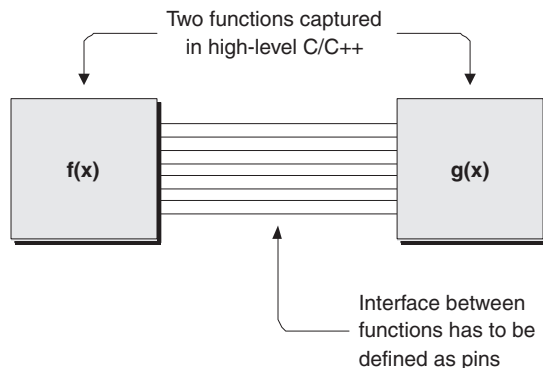 Two functions captured
in high-level C/C++
f(x)
g(x)
Interface between
functions has to be
defined as pins